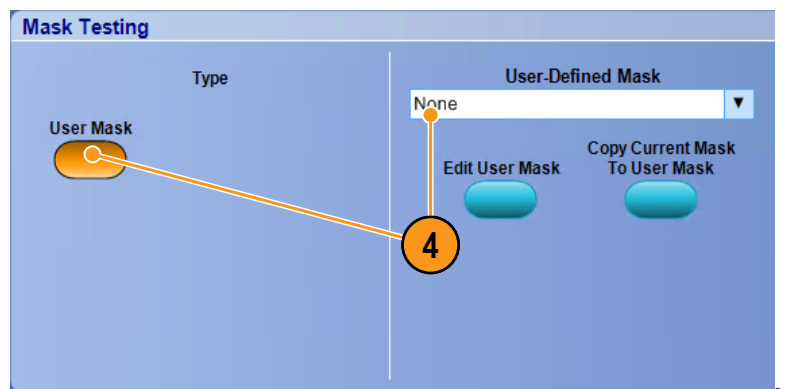 Mask Testing
Type
User Mask
User-Defined Mask
None
Edit User Mask
Copy Current Mask
To User Mask
4